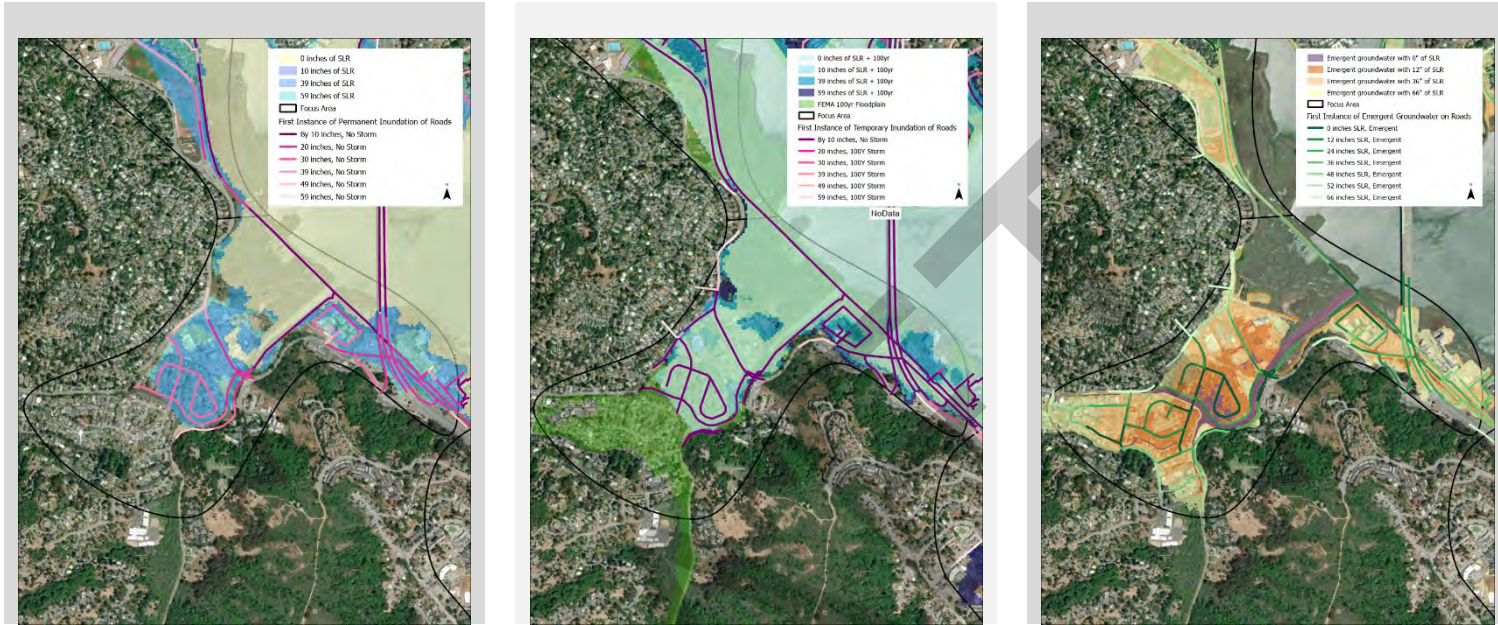 0 inches of SLR
10 inches of SLR
39 inches of SLR
59 inches of SLR
Focus Area
First Instance of Permanent Inundation of Roads
By 10 inches, No Storm
20 inches, No Storm
30 inches, No Storm
39 inches, No Storm
49 inches, No Storm
59 inches, No Storm
0 inches of SLR + 100yr
10 inches of SLR + 100yr
39 inches of SLR + 100yr
59 inches of SLR + 100yr
FEMA 100yr Floodplain
Focus Area
First Instance of Temporary Inundation of Roads
By 10 inches, No Storm
20 inches, 100Y Storm
30 inches, 100Y Storm
39 inches, 100Y Storm
49 inches, 100Y Storm
59 inches, 100Y Storm
NoData
Emergent groundwater with 0" of SLR
Emergent groundwater with 12" of SLR
Emergent groundwater with 36" of SLR
Emergent groundwater with 66" of SLR
Focus Area
First Instance of Emergent Groundwater on Roads
0 inches SLR, Emergent
12 inches SLR, Emergent
24 inches SLR, Emergent
36 inches SLR, Emergent
48 inches SLR, Emergent
52 inches SLR, Emergent
66 inches SLR, Emergent